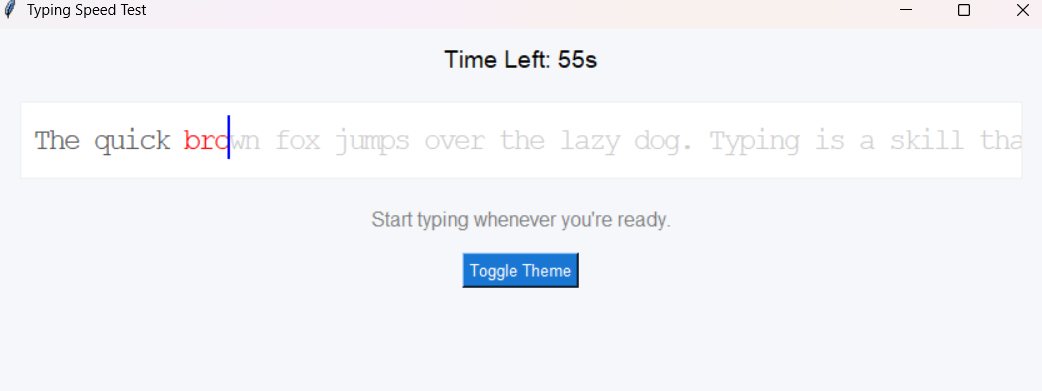 Typing Speed Test
Time Left: 55s
The quick brown fox jumps over the lazy dog. Typing is a skill tha
Start typing whenever you're ready.
Toggle Theme